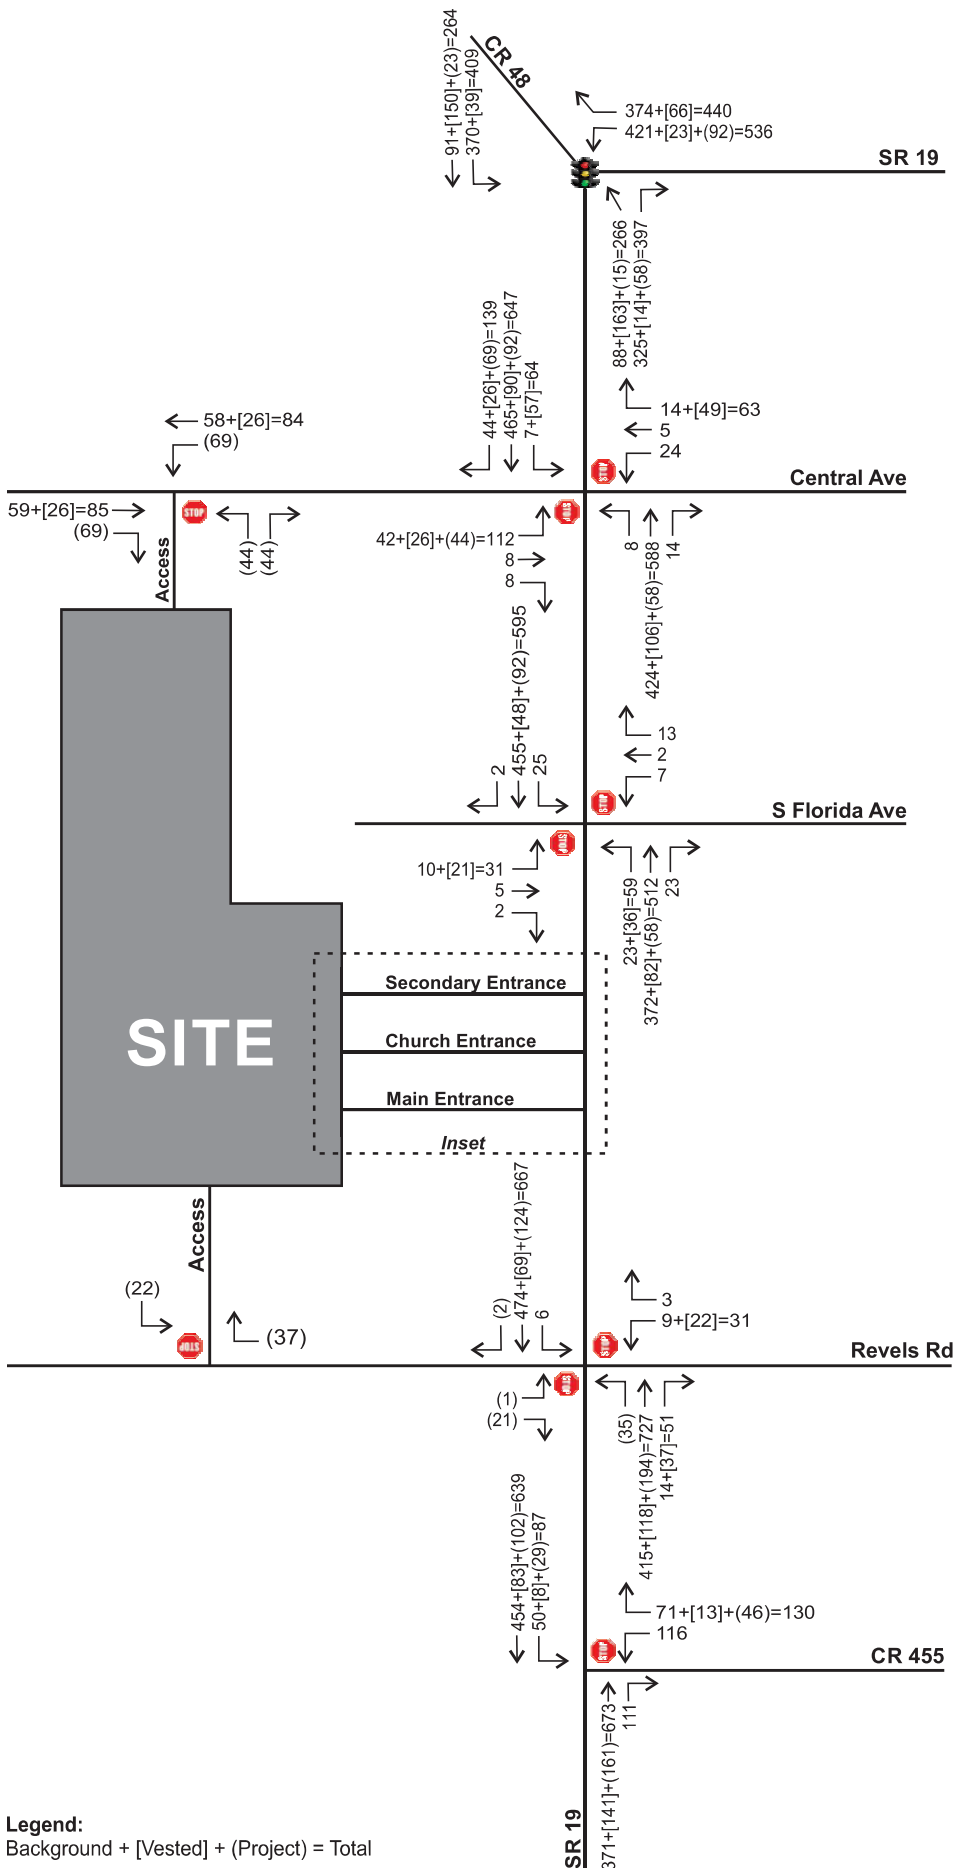 91+[150]+(23)=264
370+[39]=409
CR 48
374+[66]=440
421+[23]+(92)=536
SR 19
88+[163]+(15)=266
325+[14]+(58)=397
44+[26]+(69)=139
465+[90]+(92)=647
7+[57]=64
58+[26]=84
(69)
14+[49]=63
5
24
STOP
Central Ave
59+[26]=85
(69)
STOP
(44)
(44)
Access
STOP
42+[26]+(44)=112
8
8
8
424+[106]+(58)=588
14
2
455+[48]+(92)=595
25
13
2
7
STOP
S Florida Ave
STOP
10+[21]=31
5
2
23+[36]=59
372+[82]+(58)=512
23
SITE
Secondary Entrance
Church Entrance
Main Entrance
Inset
Access
(22)
STOP
(37)
(2)
474+[69]+(124)=667
6
3
9+[22]=31
STOP
Revels Rd
STOP
(1)
(21)
(35)
415+[118]+(194)=727
14+[37]=51
454+[83]+(102)=639
50+[8]+(29)=87
71+[13]+(46)=130
116
STOP
CR 455
371+[141]+(161)=673
111
SR 19
Legend:
Background + [Vested] + (Project) = Total